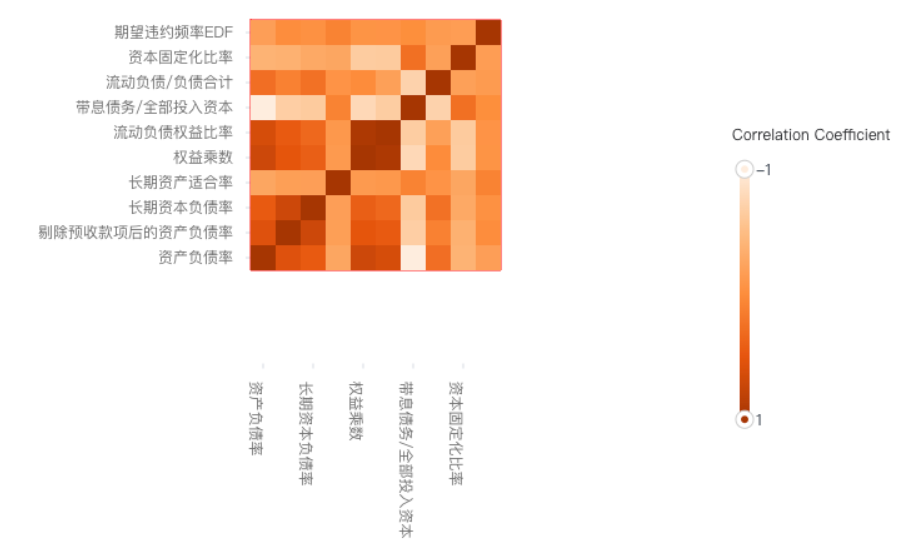 期望违约频率EDF
资本固定化比率
流动负债/负债合计
带息债务/全部投入资本
流动负债权益比率
权益乘数
长期资产适合率
长期资本负债率
剔除预收款项后的资产负债率
资产负债率
Correlation Coefficient
-1
1
资产负债率
长期资本负债率
权益乘数
带息债务/全部投入资本
资本固定化比率